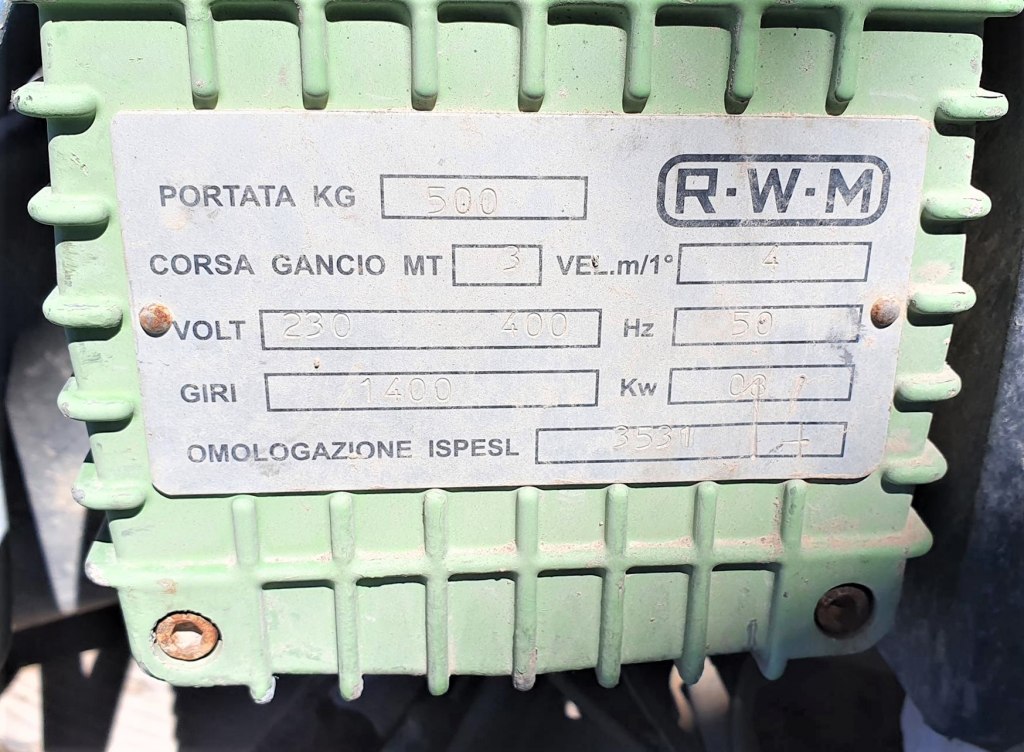 PORTATA KG 500 R·W·M
CORSA GANCIO MT 3 VEL.m/1° 4
VOLT 230 400 Hz 50
GIRI 1400 Kw
OMOLOGAZIONE ISPESL 3531